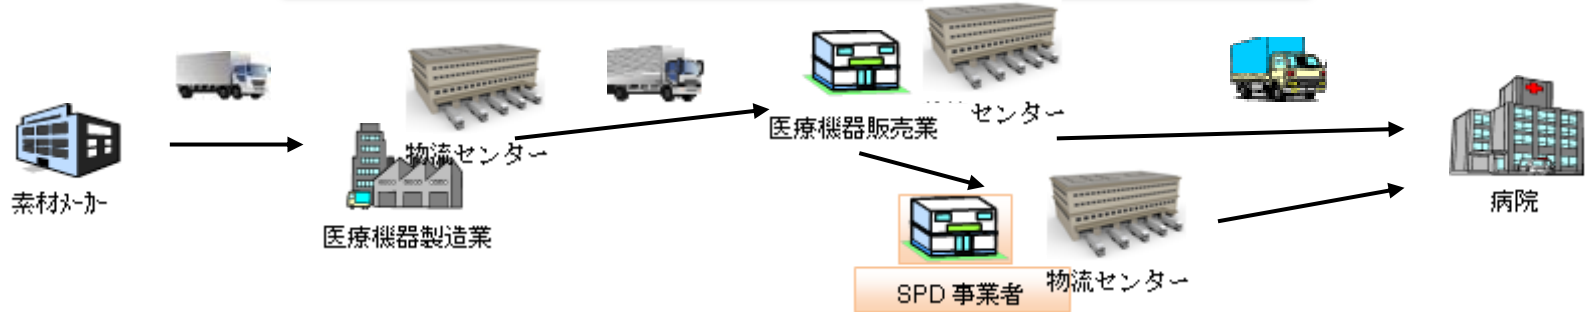 素材メーカー
物流センター
医療機器製造業
医療機器販売業
センター
SPD 事業者
物流センター
病院